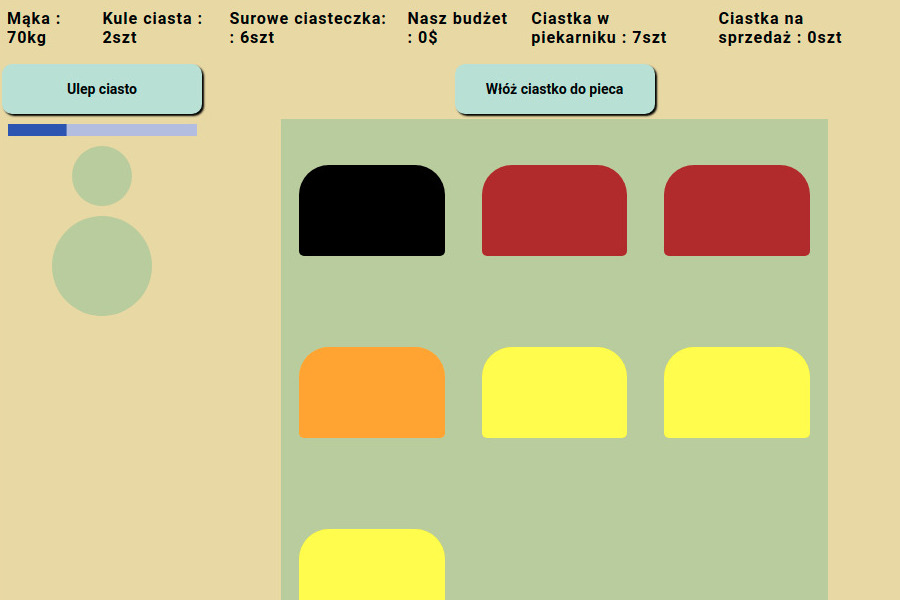 Mąka :
70kg
Kule ciasta :
2szt
Surowe ciasteczka:
: 6szt
Nasz budżet
: 0$
Ciastka w
piekarniku : 7szt
Ciastka na
sprzedaż : 0szt
Ulep ciasto
Włóż ciastko do pieca